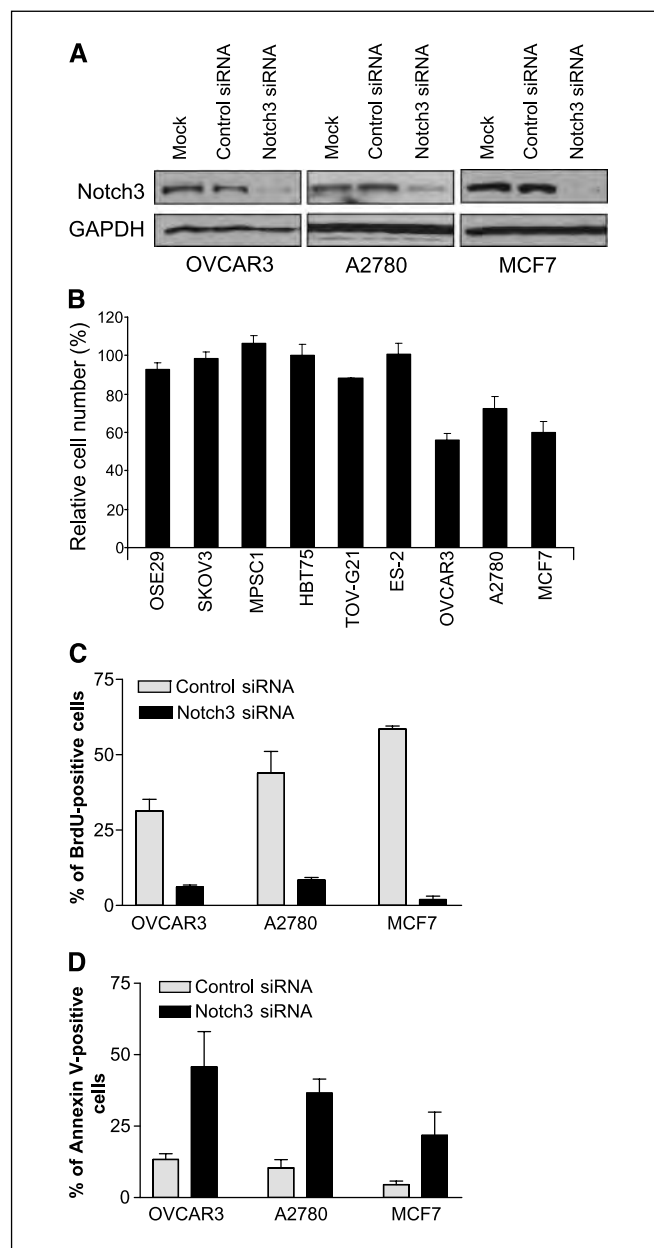 A
Mock
Control siRNA
Notch3 siRNA
Mock
Control siRNA
Notch3 siRNA
Mock
Control siRNA
Notch3 siRNA
Notch3
GAPDH
OVCAR3 A2780 MCF7
B
Relative cell number (%)
120
100
80
60
40
20
0
OSE29
SKOV3
MPSC1
HBT75
TOV-G21
ES-2
OVCAR3
A2780
MCF7
C
% of BrdU-positive cells
75
50
25
0
Control siRNA
Notch3 siRNA
OVCAR3 A2780 MCF7
D
% of Annexin V-positive
cells
75
50
25
0
Control siRNA
Notch3 siRNA
OVCAR3 A2780 MCF7